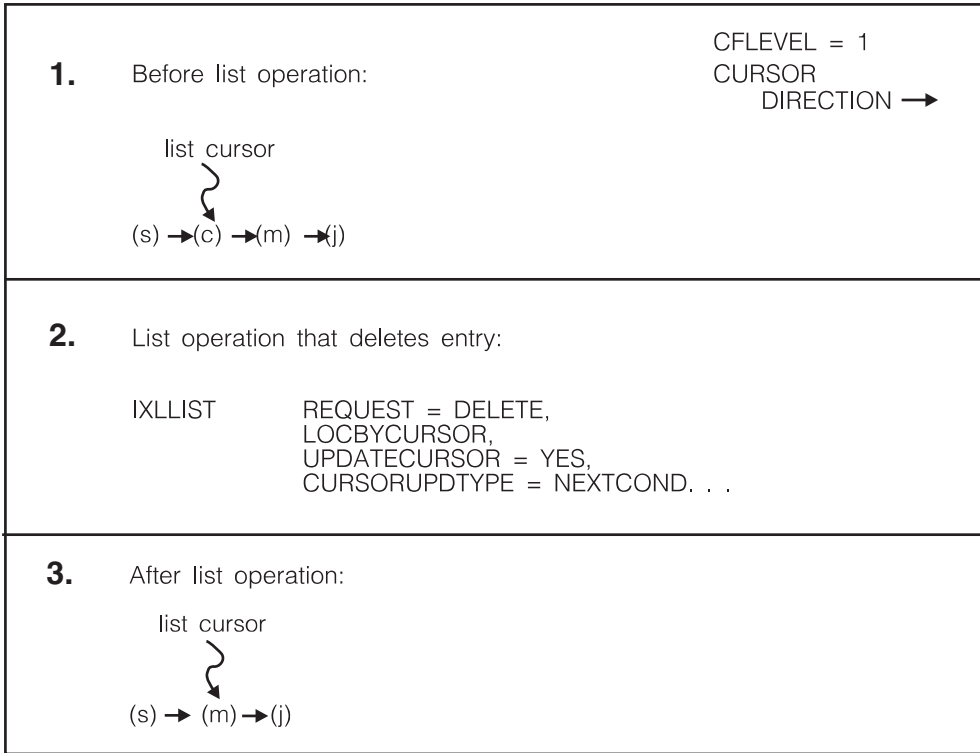 CFLEVEL = 1
1. Before list operation: CURSOR
DIRECTION →
list cursor
(s) →(c) →(m) →(j)
2. List operation that deletes entry:
IXLLIST REQUEST = DELETE,
LOCBYCURSOR,
UPDATECURSOR = YES,
CURSORUPDTYPE = NEXTCOND. . .
3. After list operation:
list cursor
(s) → (m) →(j)